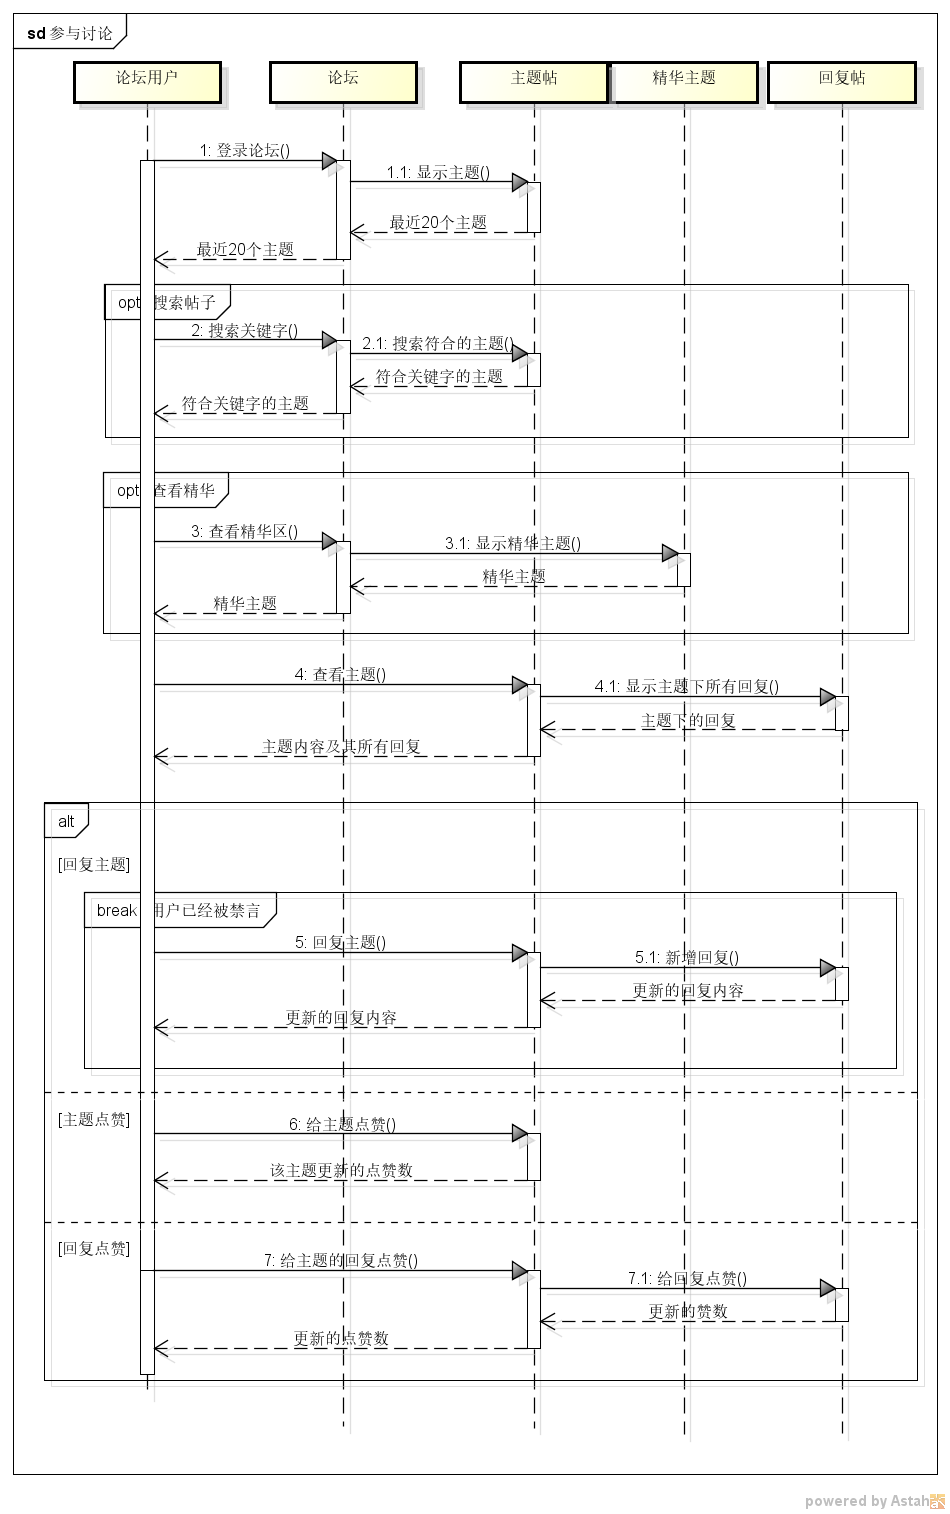 sd 参与讨论
论坛用户
论坛
主题帖
精华主题
回复帖
1: 登录论坛()
1.1: 显示主题()
最近20个主题
最近20个主题
opt 搜索帖子
2: 搜索关键字()
2.1: 搜索符合的主题()
符合关键字的主题
符合关键字的主题
opt 查看精华
3: 查看精华区()
3.1: 显示精华主题()
精华主题
精华主题
4: 查看主题()
4.1: 显示主题下所有回复()
主题下的回复
主题内容及其所有回复
alt
[回复主题]
break 用户已经被禁言
5: 回复主题()
5.1: 新增回复()
更新的回复内容
更新的回复内容
[主题点赞]
6: 给主题点赞()
该主题更新的点赞数
[回复点赞]
7: 给主题的回复点赞()
7.1: 给回复点赞()
更新的赞数
更新的点赞数
powered by Astah